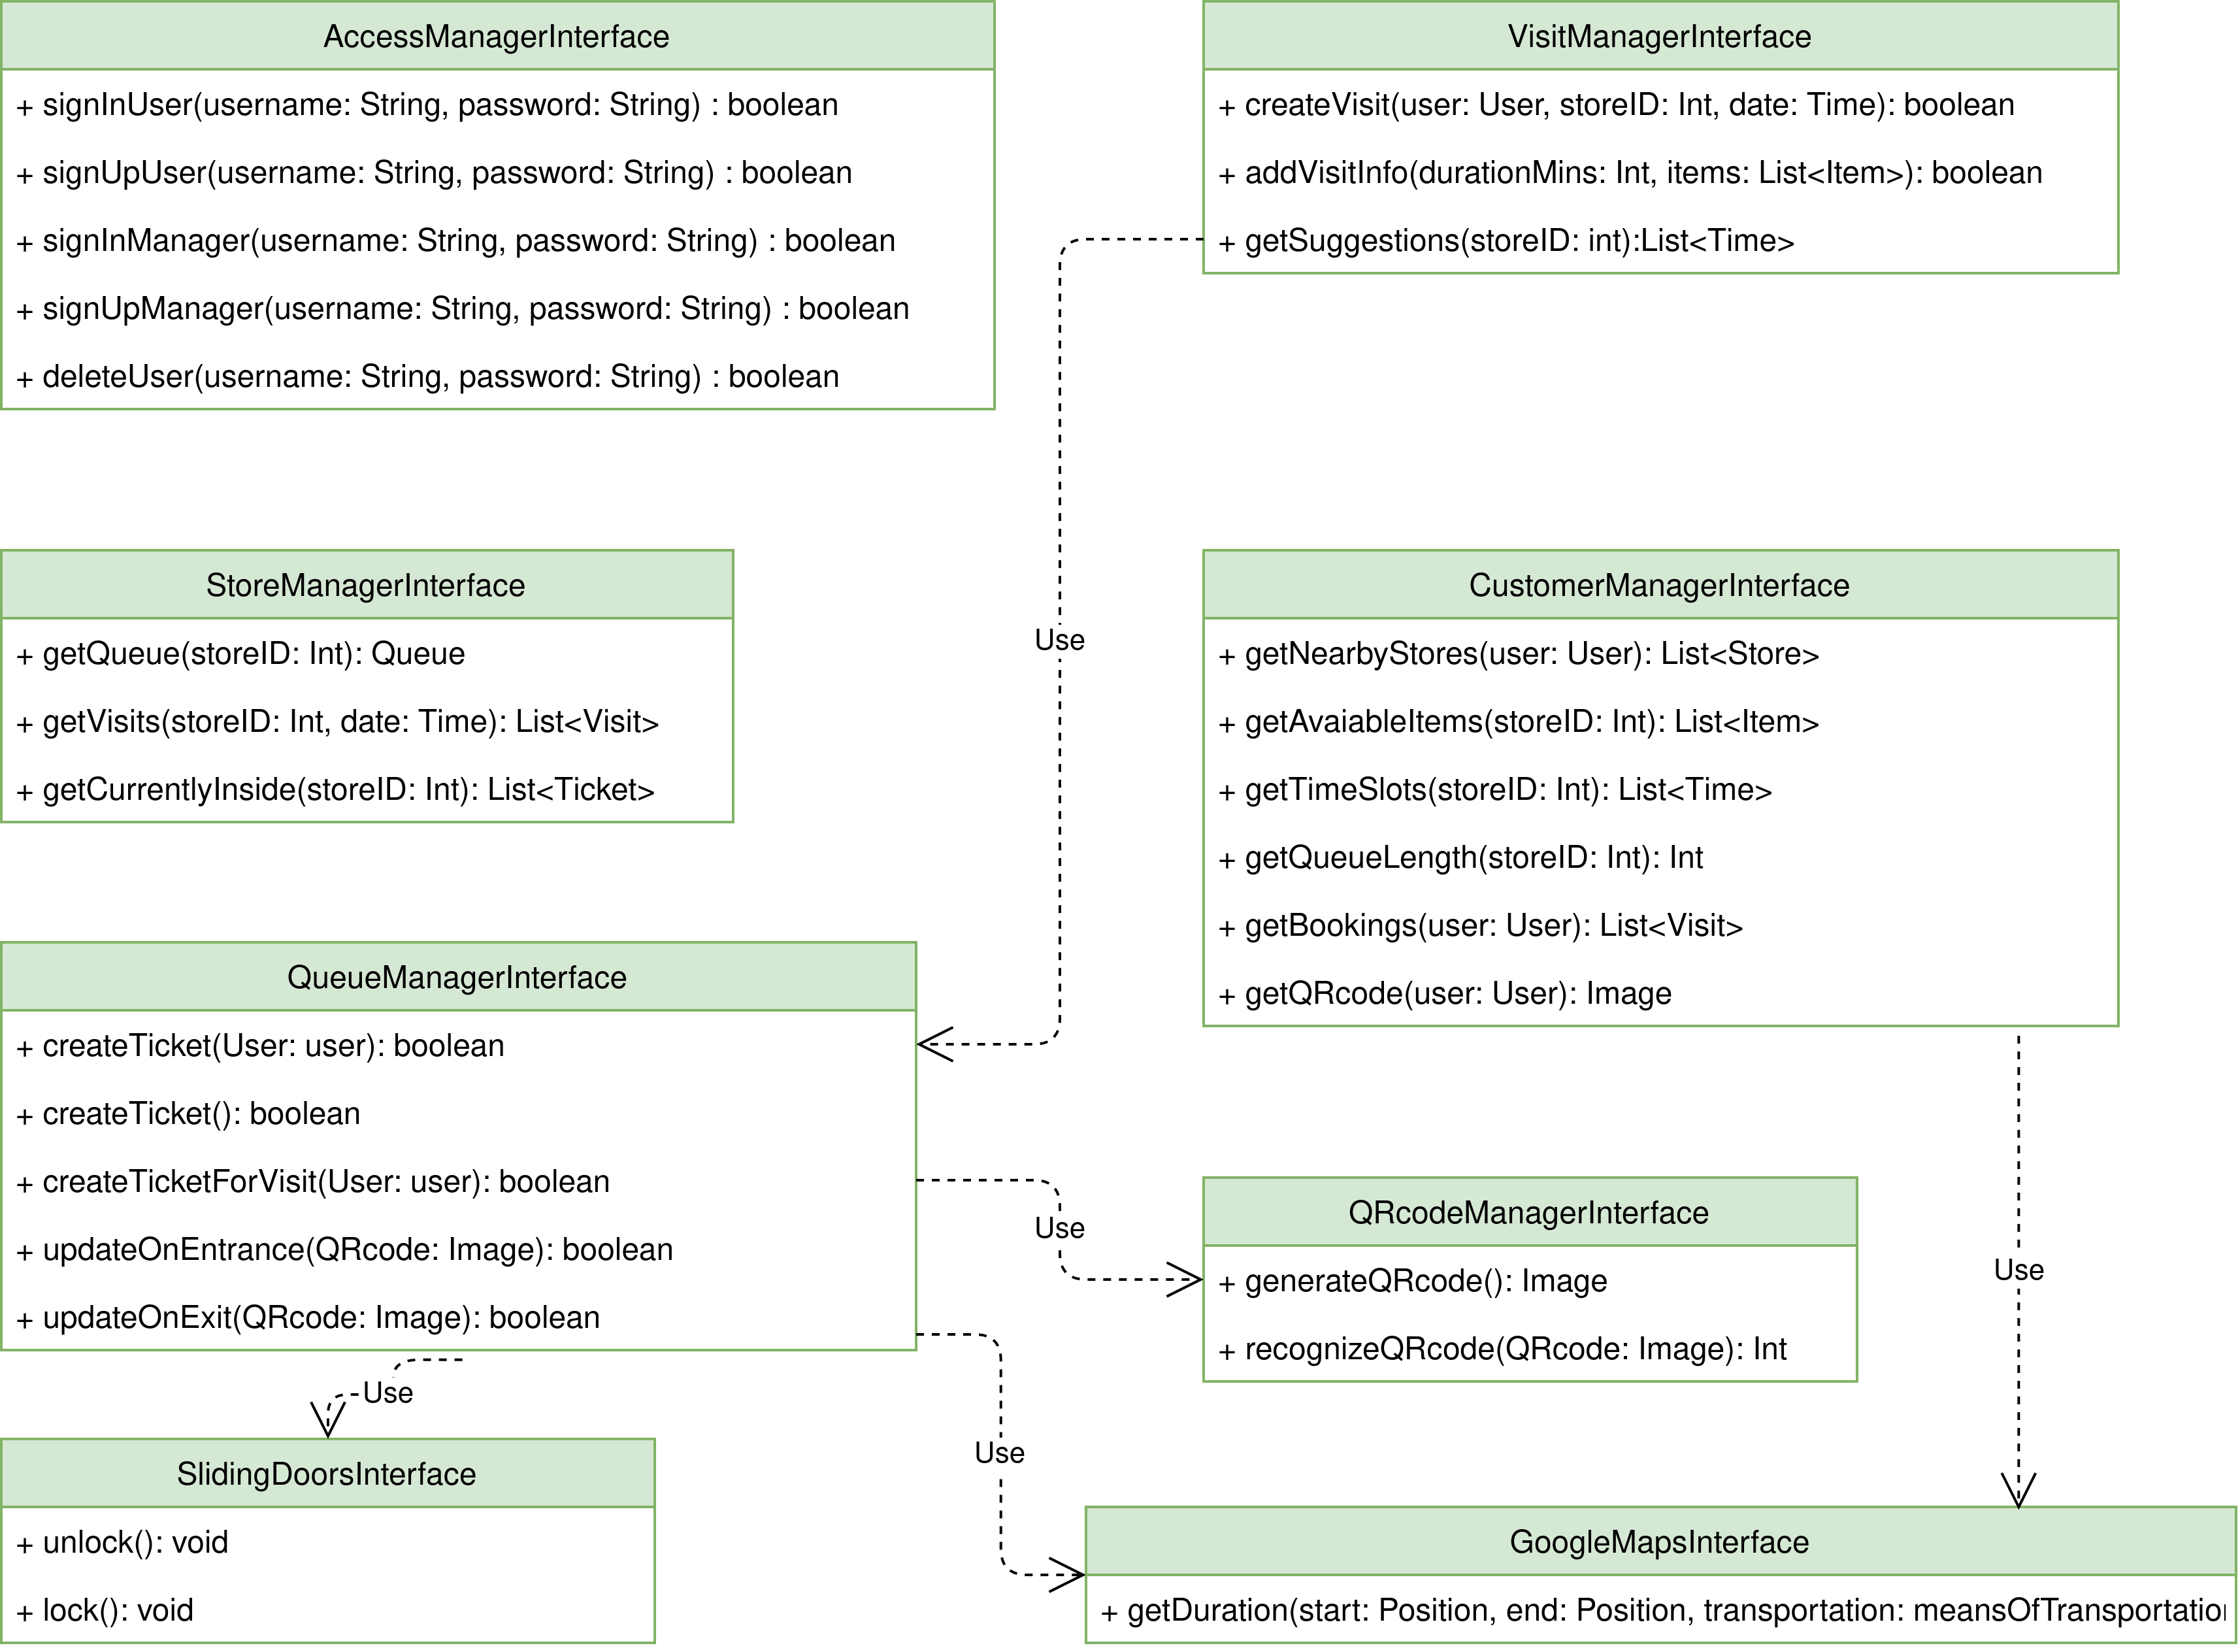 AccessManagerInterface
+ signInUser(username: String, password: String) : boolean
+ signUpUser(username: String, password: String) : boolean
+ signInManager(username: String, password: String) : boolean
+ signUpManager(username: String, password: String) : boolean
+ deleteUser(username: String, password: String) : boolean
VisitManagerInterface
+ createVisit(user: User, storeID: Int, date: Time): boolean
+ addVisitInfo(durationMins: Int, items: List<Item>): boolean
+ getSuggestions(storeID: int):List<Time>
Use
StoreManagerInterface
+ getQueue(storeID: Int): Queue
+ getVisits(storeID: Int, date: Time): List<Visit>
+ getCurrentlyInside(storeID: Int): List<Ticket>
CustomerManagerInterface
+ getNearbyStores(user: User): List<Store>
+ getAvaiableItems(storeID: Int): List<Item>
+ getTimeSlots(storeID: Int): List<Time>
+ getQueueLength(storeID: Int): Int
+ getBookings(user: User): List<Visit>
+ getQRcode(user: User): Image
QueueManagerInterface
+ createTicket(User: user): boolean
+ createTicket(): boolean
+ createTicketForVisit(User: user): boolean
+ updateOnEntrance(QRcode: Image): boolean
+ updateOnExit(QRcode: Image): boolean
Use
QRcodeManagerInterface
+ generateQRcode(): Image
+ recognizeQRcode(QRcode: Image): Int
Use
Use
Use
SlidingDoorsInterface
+ unlock(): void
+ lock(): void
GoogleMapsInterface
+ getDuration(start: Position, end: Position, transportation: